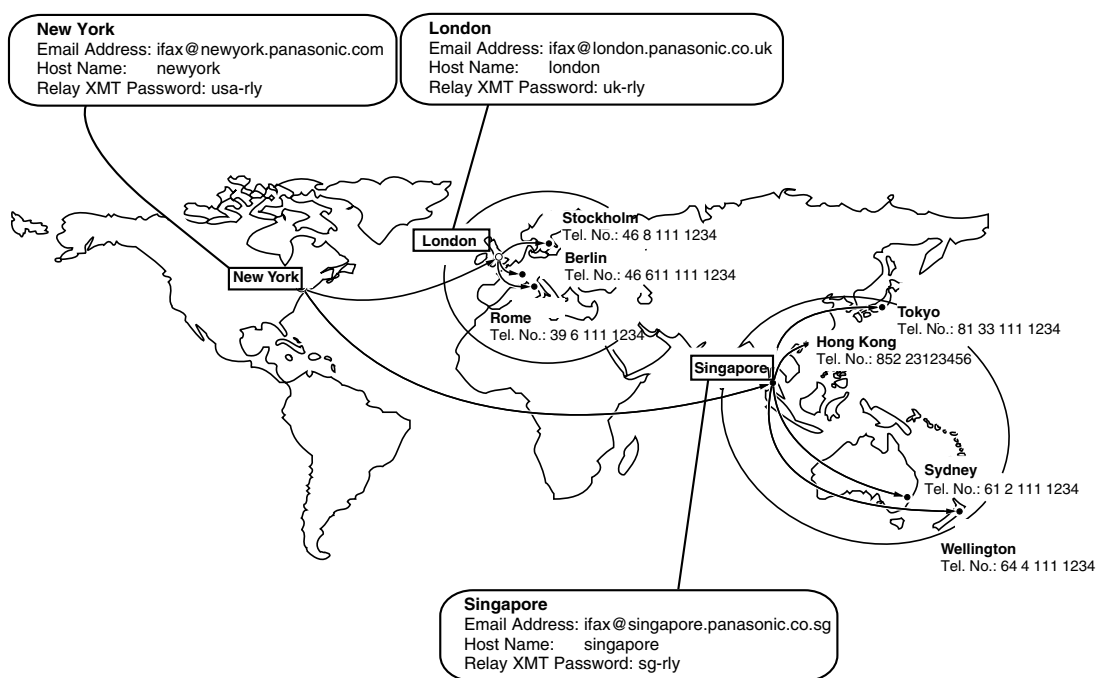 New York
Email Address: ifax@newyork.panasonic.com
Host Name: newyork
Relay XMT Password: usa-rly
London
Email Address: ifax@london.panasonic.co.uk
Host Name: london
Relay XMT Password: uk-rly
Stockholm
Tel. No.: 46 8 111 1234
London
Berlin
Tel. No.: 46 611 111 1234
New York
Rome
Tel. No.: 39 6 111 1234
Tokyo
Tel. No.: 81 33 111 1234
Hong Kong
Tel. No.: 852 23123456
Singapore
Sydney
Tel. No.: 61 2 111 1234
Wellington
Tel. No.: 64 4 111 1234
Singapore
Email Address: ifax@singapore.panasonic.co.sg
Host Name: singapore
Relay XMT Password: sg-rly